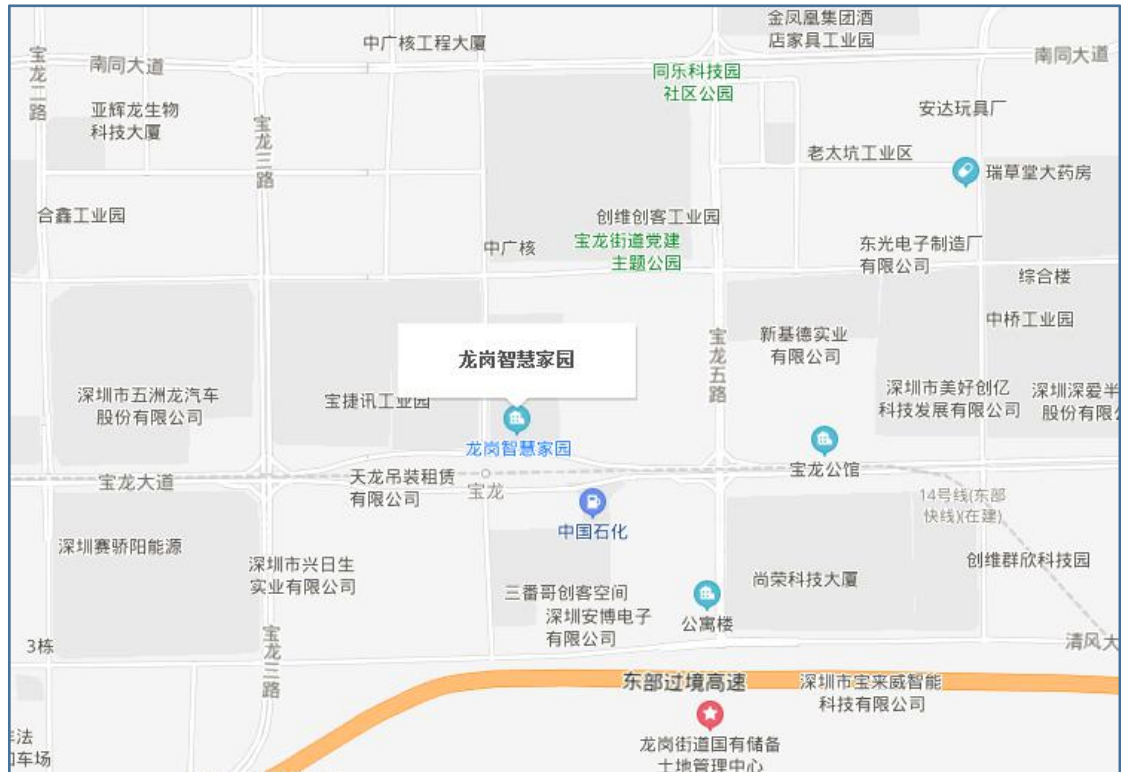 金凤凰集团酒
店家具工业园
中广核工程大厦
宝龙二路
南同大道
南同大道
同乐科技园
社区公园
亚辉龙生物
科技大厦
安达玩具厂
宝龙三路
老太坑工业区
瑞草堂大药房
合鑫工业园
创维创客工业园
中广核
宝龙街道党建
主题公园
东光电子制造厂
有限公司
综合楼
中桥工业园
新基德实业
有限公司
宝龙五路
龙岗智慧家园
深圳市五洲龙汽车
股份有限公司
宝捷讯工业园
深圳市美好创亿
科技发展有限公司
深圳深爱半
股份有限
龙岗智慧家园
宝龙公馆
宝龙大道
天龙吊装租赁
有限公司
宝龙
14号线(东部
快线)(在建)
中国石化
深圳赛骄阳能源
深圳市兴日生
实业有限公司
创维群欣科技园
三番哥创客空间
尚荣科技大厦
深圳安博电子
有限公司
公寓楼
3栋
宝龙三路
清风大
东部过境高速
深圳市宝来威智能
科技有限公司
龙岗街道国有储备
土地管理中心
法
车场